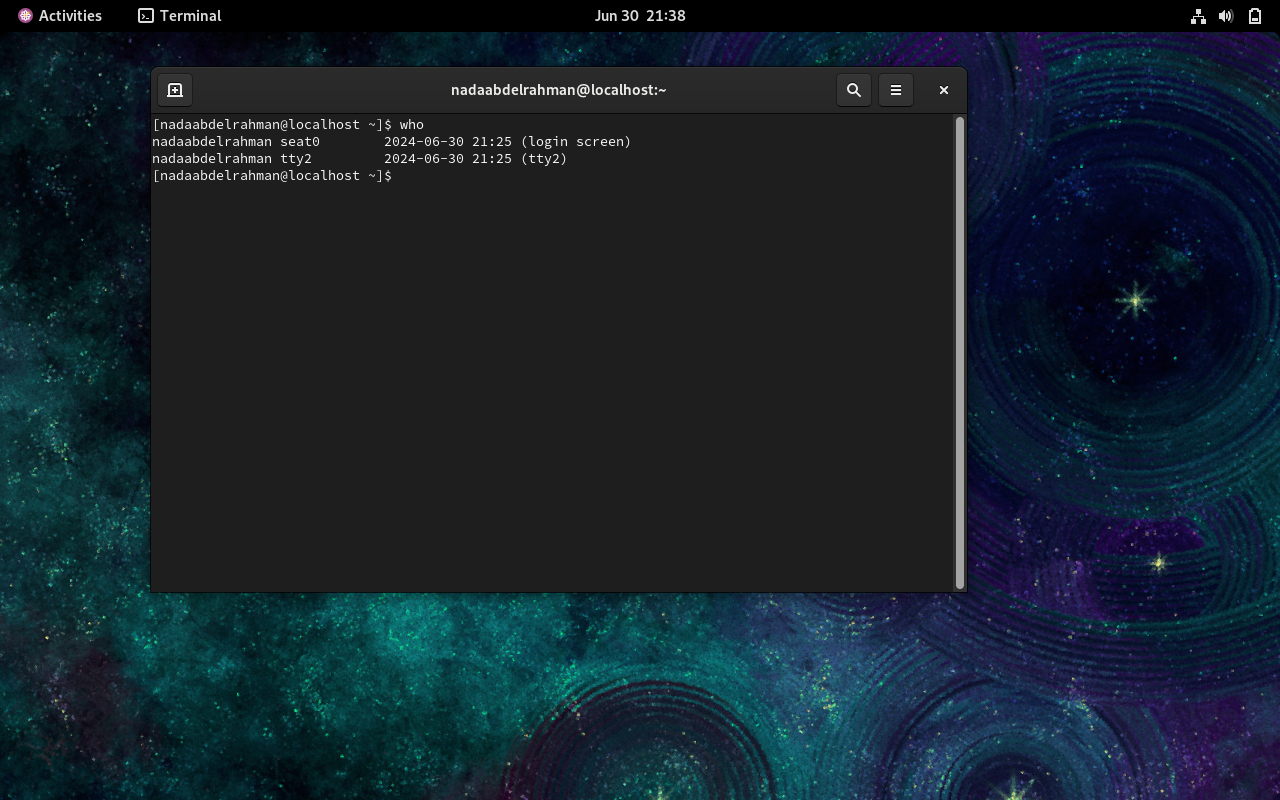 Activities Terminal Jun 30 21:38
nadaabdelrahman@localhost:~
[nadaabdelrahman@localhost ~]$ who
nadaabdelrahman seat0        2024-06-30 21:25 (login screen)
nadaabdelrahman tty2         2024-06-30 21:25 (tty2)
[nadaabdelrahman@localhost ~]$